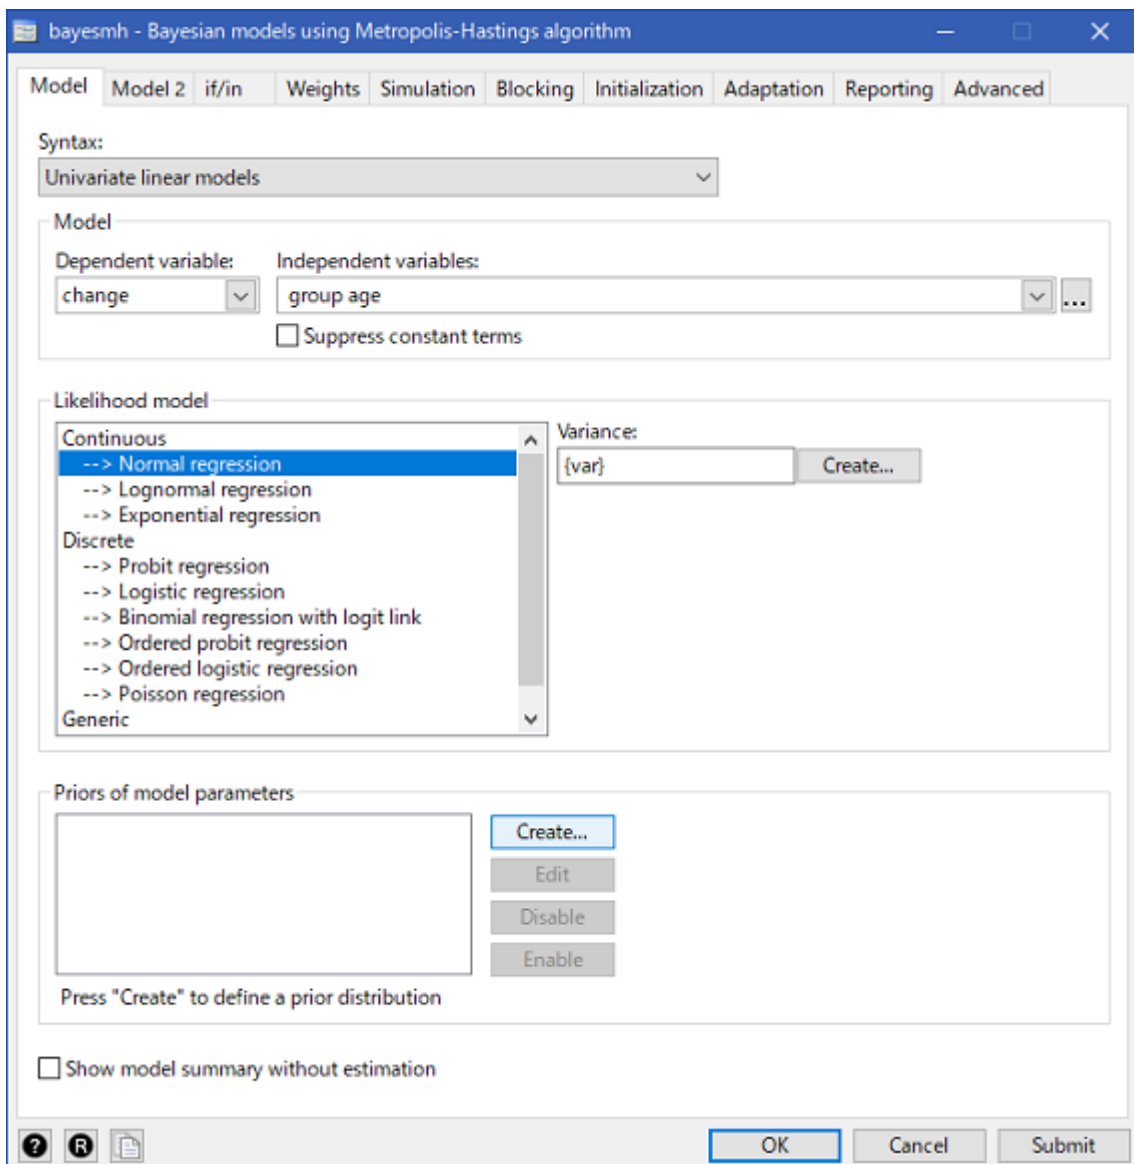 bayesmh - Bayesian models using Metropolis-Hastings algorithm
Model Model 2 if/in Weights Simulation Blocking Initialization Adaptation Reporting Advanced
Syntax:
Univariate linear models
Model
Dependent variable: Independent variables:
change group age ...
Suppress constant terms
Likelihood model
Continuous
--> Normal regression
--> Lognormal regression
--> Exponential regression
Discrete
--> Probit regression
--> Logistic regression
--> Binomial regression with logit link
--> Ordered probit regression
--> Ordered logistic regression
--> Poisson regression
Generic
Variance:
{var} Create...
Priors of model parameters
Create...
Edit
Disable
Enable
Press "Create" to define a prior distribution
Show model summary without estimation
? R OK Cancel Submit